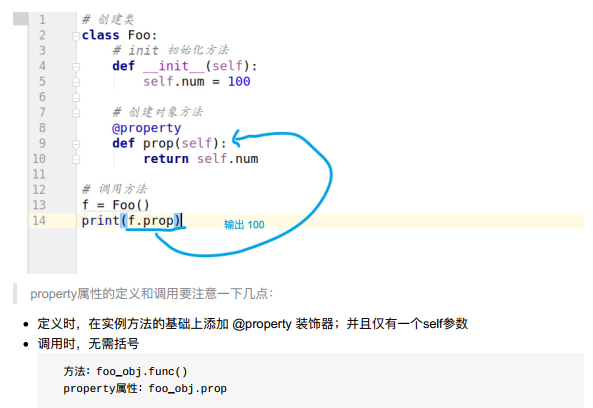 1 # 创建类
2 class Foo:
3 # init 初始化方法
4 def __init__(self):
5 self.num = 100
6
7 # 创建对象方法
8 @property
9 def prop(self):
10 return self.num
11
12 # 调用方法
13 f = Foo()
14 print(f.prop)
输出 100
property属性的定义和调用要注意一下几点：
定义时，在实例方法的基础上添加 @property 装饰器；并且仅有一个self参数
调用时，无需括号
方法：foo_obj.func()
property属性：foo_obj.prop